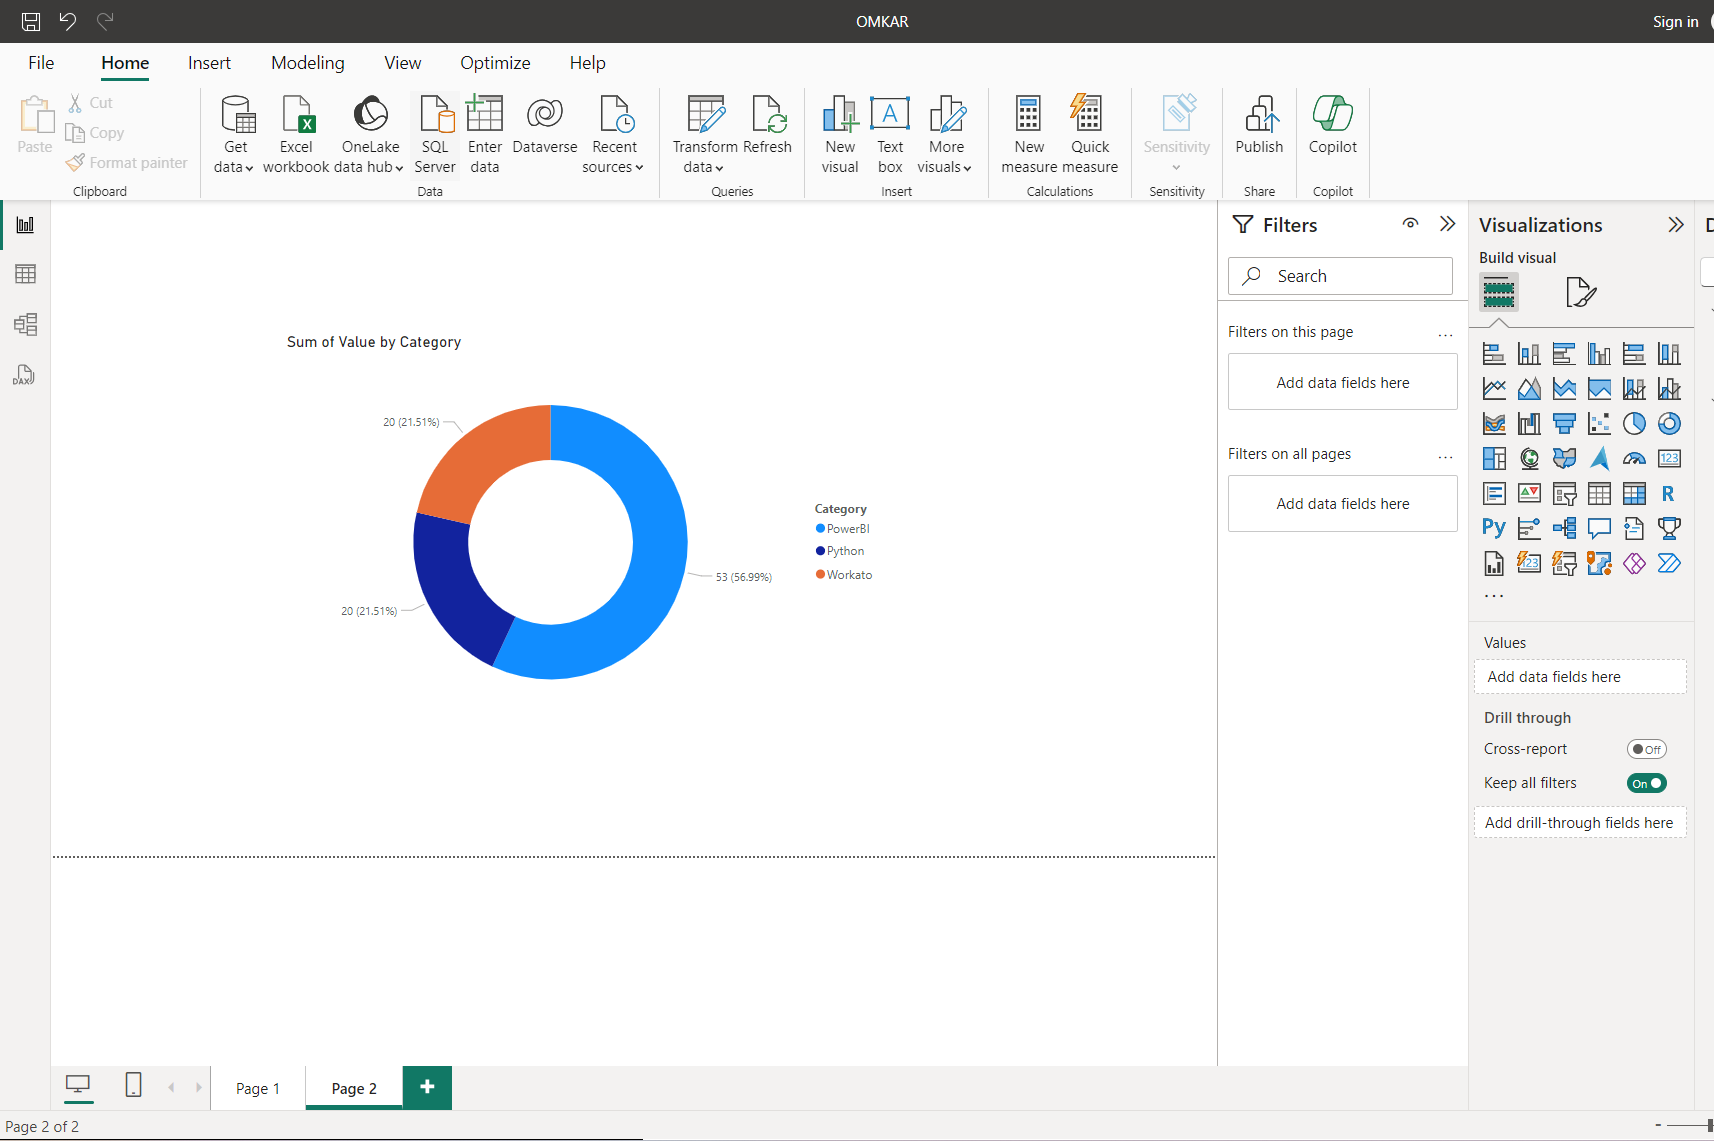 OMKAR
Sign in
File Home Insert Modeling View Optimize Help
Paste
Cut
Copy
Format painter
Clipboard
Get data
Excel workbook
OneLake data hub
SQL Server
Enter data
Dataverse
Recent sources
Data
Transform data
Refresh
Queries
New visual
Text box
More visuals
Insert
New measure
Quick measure
Calculations
Sensitivity
Sensitivity
Publish
Share
Copilot
Copilot
DAX
Sum of Value by Category
20 (21.51%)
53 (56.99%)
20 (21.51%)
Category
PowerBI
Python
Workato
Filters
Search
Filters on this page
...
Add data fields here
Filters on all pages
...
Add data fields here
Visualizations
Build visual
123
R
Py
123
...
Values
Add data fields here
Drill through
Cross-report
Off
Keep all filters
On
Add drill-through fields here
Page 1
Page 2
+
Page 2 of 2
-